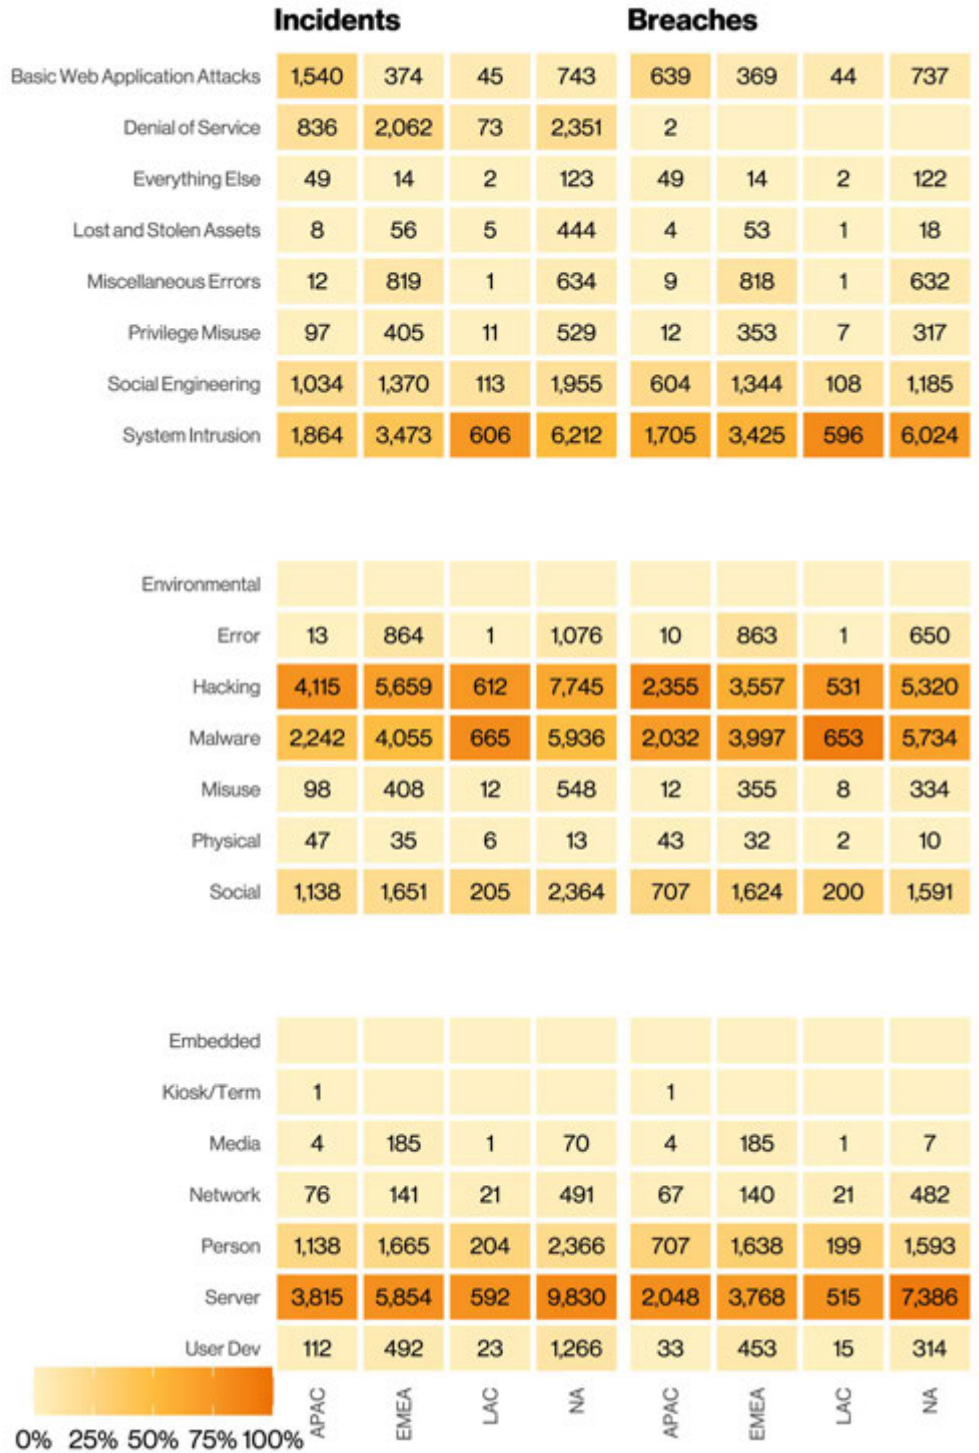 Incidents Breaches
Basic Web Application Attacks 1,540 374 45 743 639 369 44 737
Denial of Service 836 2,062 73 2,351 2
Everything Else 49 14 2 123 49 14 2 122
Lost and Stolen Assets 8 56 5 444 4 53 1 18
Miscellaneous Errors 12 819 1 634 9 818 1 632
Privilege Misuse 97 405 11 529 12 353 7 317
Social Engineering 1,034 1,370 113 1,955 604 1,344 108 1,185
System Intrusion 1,864 3,473 606 6,212 1,705 3,425 596 6,024
Environmental
Error 13 864 1 1,076 10 863 1 650
Hacking 4,115 5,659 612 7,745 2,355 3,557 531 5,320
Malware 2,242 4,055 665 5,936 2,032 3,997 653 5,734
Misuse 98 408 12 548 12 355 8 334
Physical 47 35 6 13 43 32 2 10
Social 1,138 1,651 205 2,364 707 1,624 200 1,591
Embedded
Kiosk/Term 1 1
Media 4 185 1 70 4 185 1 7
Network 76 141 21 491 67 140 21 482
Person 1,138 1,665 204 2,366 707 1,638 199 1,593
Server 3,815 5,854 592 9,830 2,048 3,768 515 7,386
User Dev 112 492 23 1,266 33 453 15 314
APAC EMEA LAC NA APAC EMEA LAC NA
0% 25% 50% 75% 100%